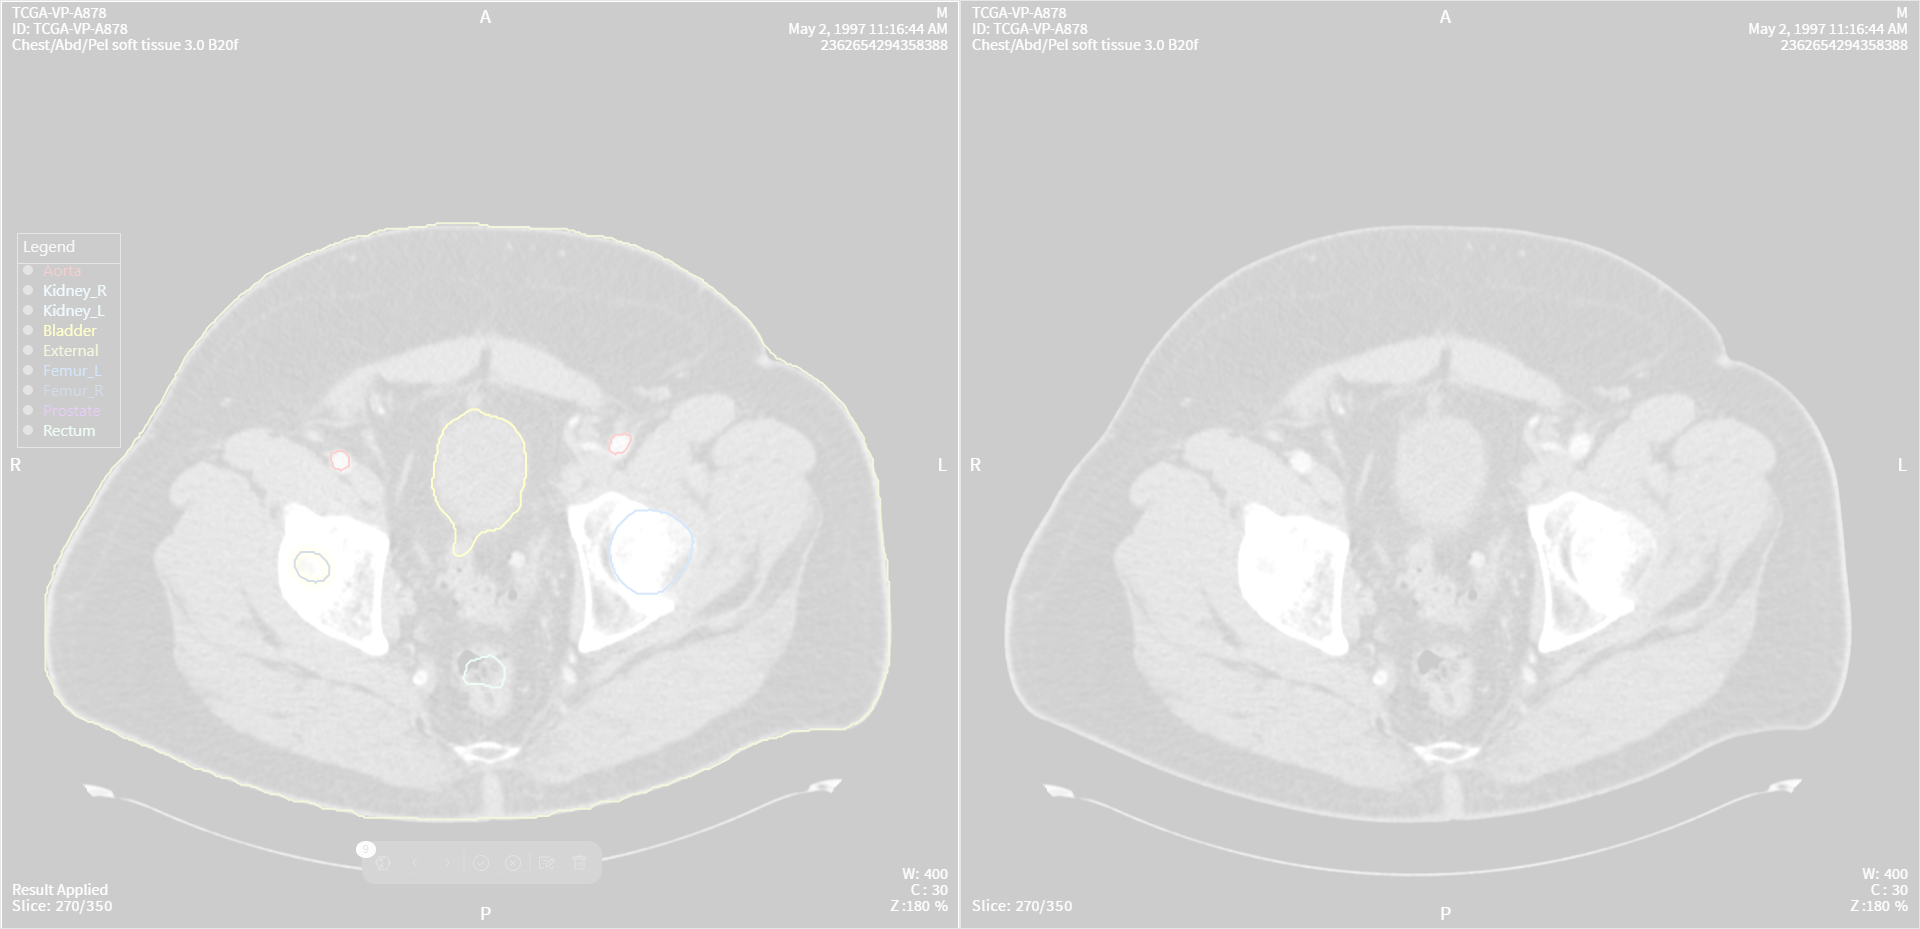 TCGA-VP-A878
ID: TCGA-VP-A878
Chest/Abd/Pel soft tissue 3.0 B20f
A
M
May 2, 1997 11:16:44 AM
2362654294358388
Legend
Aorta
Kidney_R
Kidney_L
Bladder
External
Femur_L
Femur_R
Prostate
Rectum
R
L
9
Result Applied
Slice: 270/350
P
W: 400
C: 30
Z:180 %
TCGA-VP-A878
ID: TCGA-VP-A878
Chest/Abd/Pel soft tissue 3.0 B20f
A
M
May 2, 1997 11:16:44 AM
2362654294358388
R
L
Slice: 270/350
P
W: 400
C: 30
Z:180 %